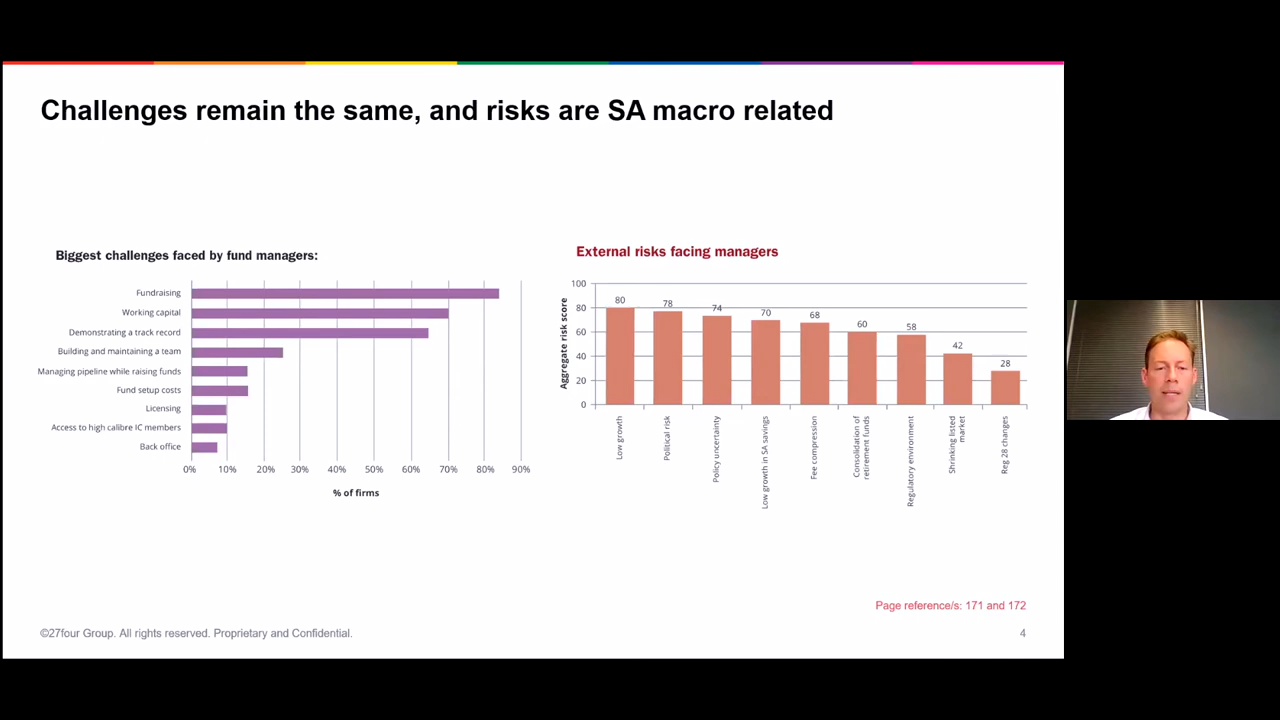 Challenges remain the same, and risks are SA macro related
Biggest challenges faced by fund managers:
Fundraising
Working capital
Demonstrating a track record
Building and maintaining a team
Managing pipeline while raising funds
Fund setup costs
Licensing
Access to high calibre IC members
Back office
0% 10% 20% 30% 40% 50% 60% 70% 80% 90%
% of firms
External risks facing managers
Aggregate risk score
100
80
60
40
20
0
80 78 74 70 68 60 58 42 28
Low growth
Political risk
Policy uncertainty
Low growth in SA savings
Fee compression
Consolidation of
retirement funds
Regulatory environment
Shrinking listed
market
Reg 28 changes
Page reference/s: 171 and 172
©27four Group. All rights reserved. Proprietary and Confidential.
4